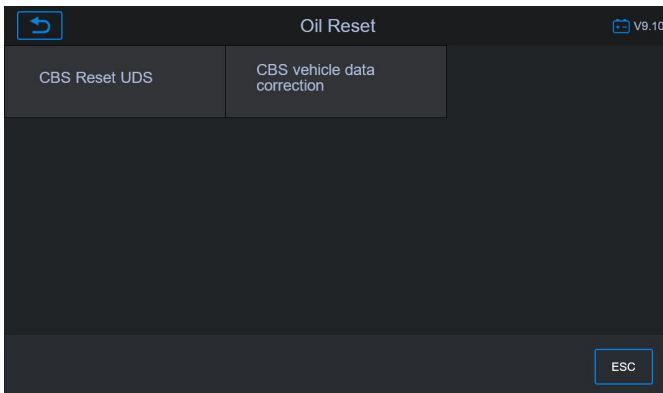 Oil Reset
V9.10
CBS Reset UDS
CBS vehicle data
correction
ESC